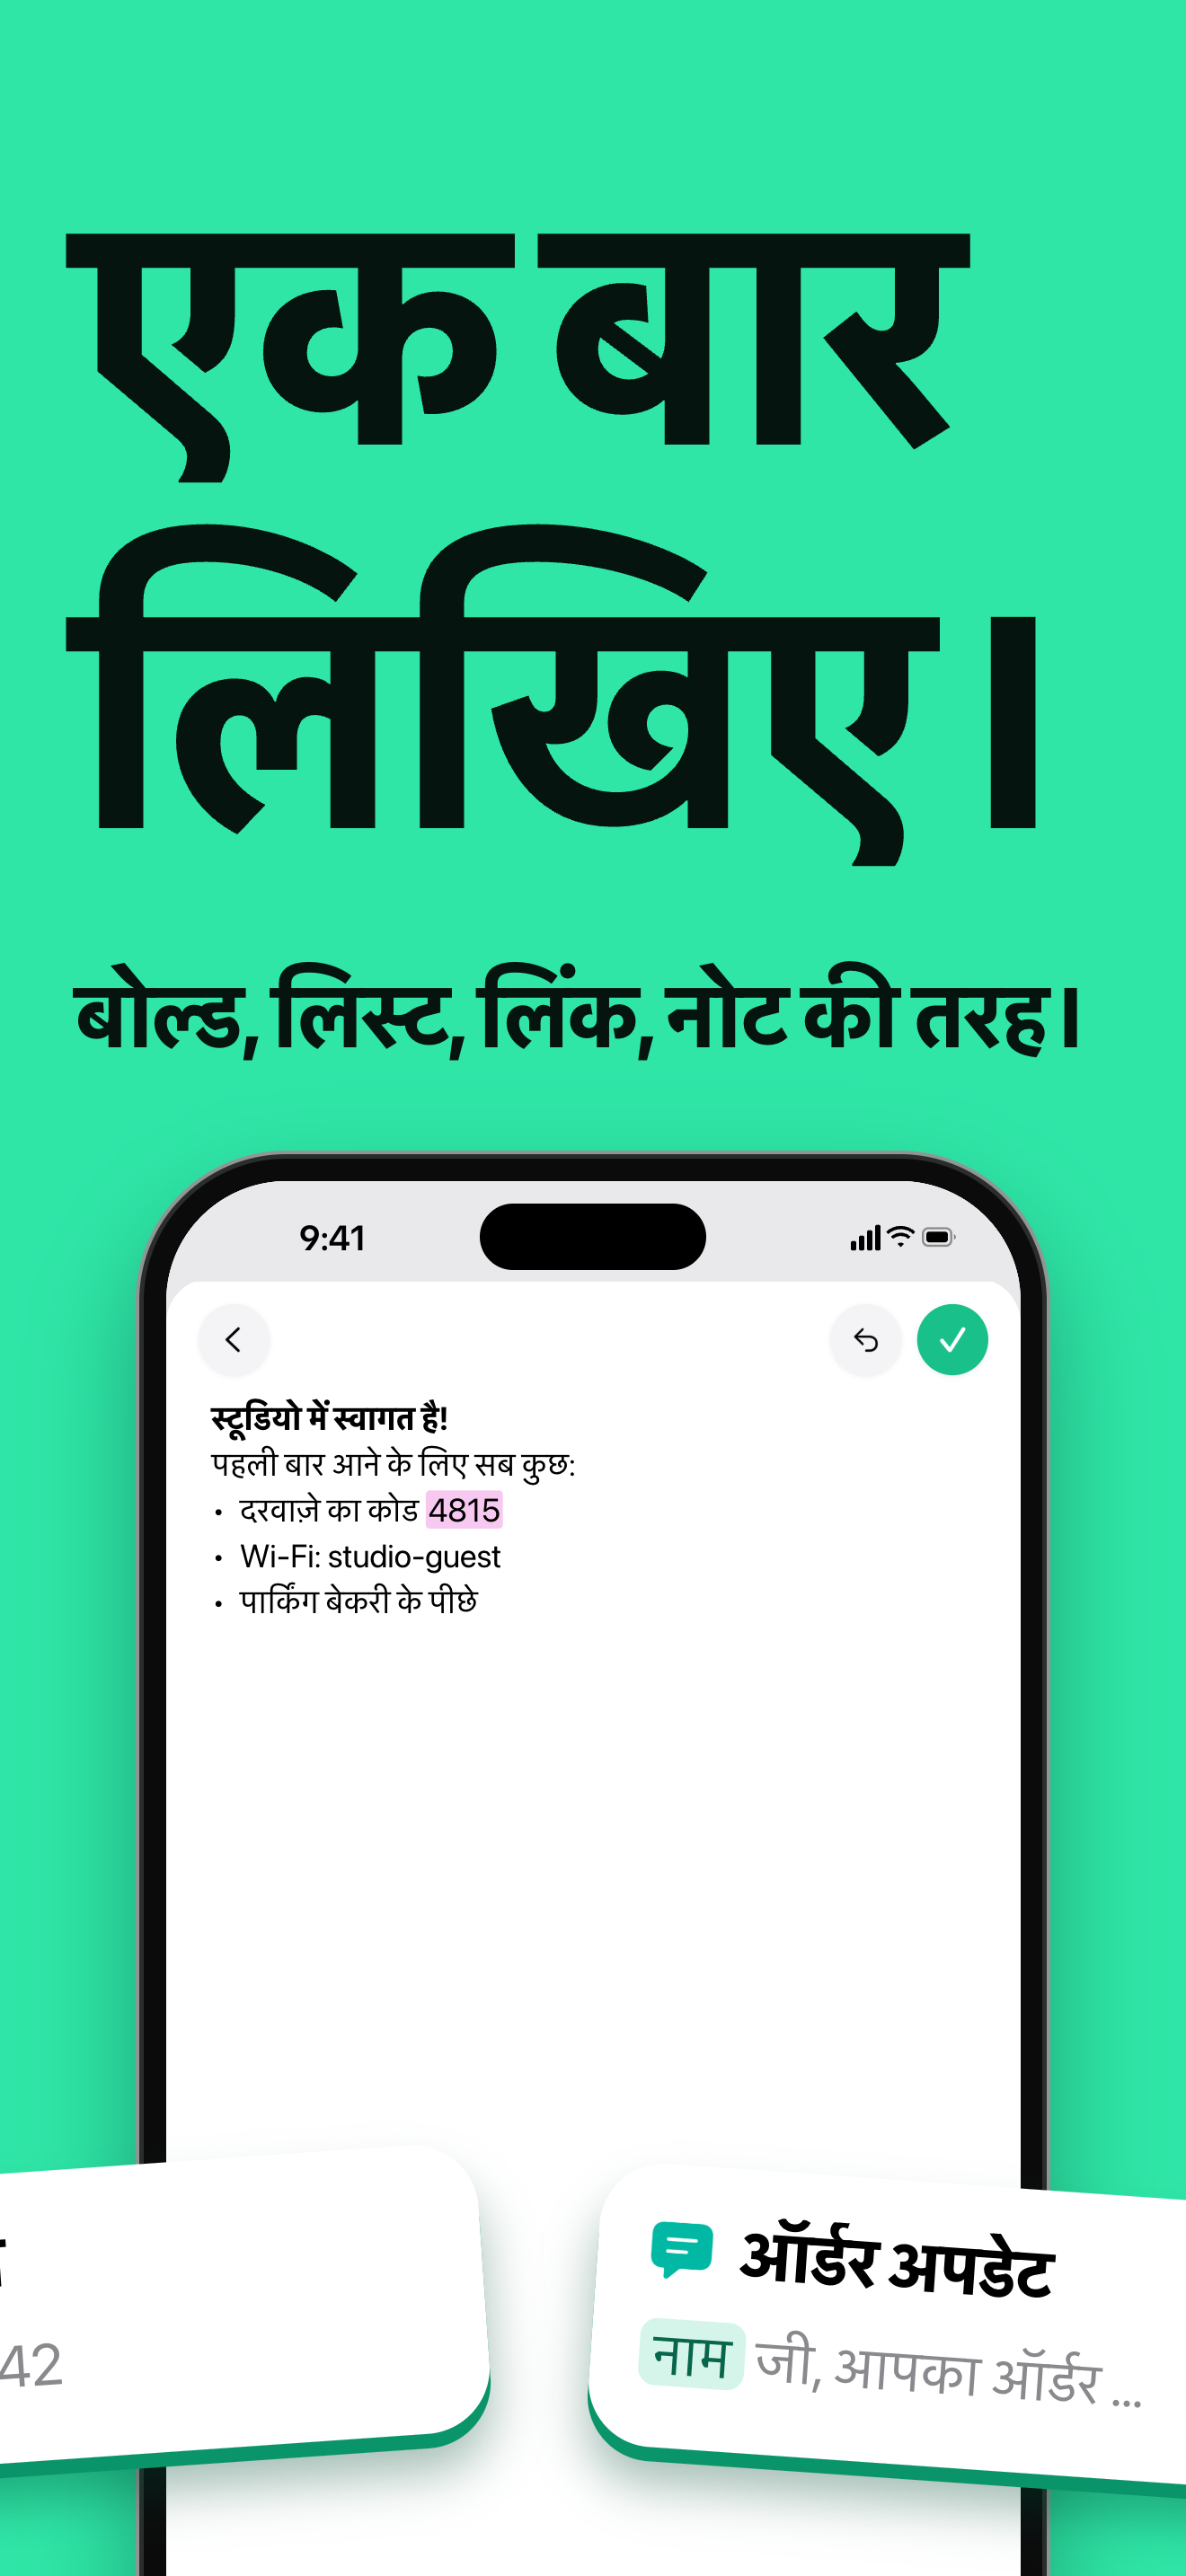 एक बार
लिखिए।
बोल्ड, लिस्ट, लिंक, नोट की तरह।
9:41
स्टूडियो में स्वागत है!
पहली बार आने के लिए सब कुछ:
• दरवाज़े का कोड 4815
• Wi-Fi: studio-guest
• पार्किंग बेकरी के पीछे
42
ऑर्डर अपडेट
नाम जी, आपका ऑर्डर ...